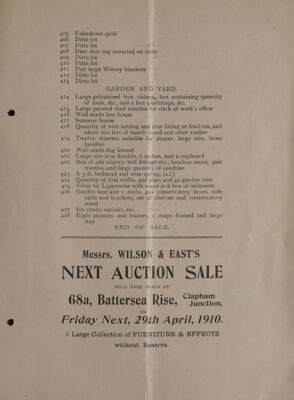 405 Eiderdown quilt
406 Ditto lot
407 Ditto lot
408 Deer skin rug mounted on cloth
409 Ditto lot
410 Ditto lot
411 Pair large Witney blankets
412 Ditto lot
413 Ditto lot
GARDEN AND YARD.
414 Large galvanized iron cistern, box containing quantity
of tools, &c., and a box gasfittings, &c.
415 Large painted shed suitable for clerk of work's office
416 Well-made hen house
417 Summer house
418 Quantity of wire netting and iron fitting to fowl run, and
about 200 feet of match board and other timber
419 Twelve drawers suitable for draper, large size, brass
handles
420 Well-made dog kennel
421 Large size iron dustbin, 8 sashes, and a cupboard
422 Box of odd electric bell fittings etc., bamboo stand, pair
trestles, and large quantity of sundries
423 A 3-ft. bedstead and wire spring, (a.f.)
424 Quantity of iron trellis, gas pipe, and 40 garden tiles
425 Filter by Lipscombe with stand and box of oddments
426 Garden seat and tools, gas conservatory stove, side
table and brackets, set of shelves and conservatory
stand
427 Six chairs various, etc.
428 Eight pictures and frames, 2 maps framed and large
tray
END OF SALE.
Messrs. WILSON & EAST'S
NEXT AUCTION SALE
WILL TAKE PLACE AT
68a, Battersea Rise, Clapham Junction,
ON
Friday Next, 29th April, 1910.
A Large Collection of FURNITURE & EFFECTS
without Reserve.